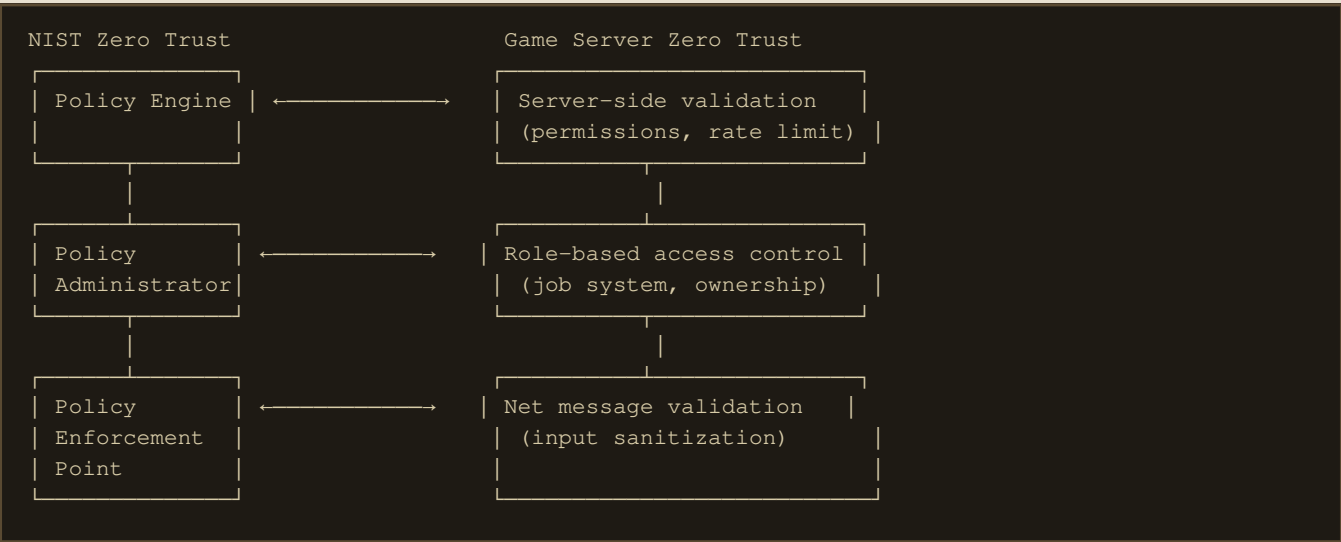 NIST Zero Trust Game Server Zero Trust
Policy Engine ←→ Server-side validation
(permissions, rate limit)
Policy ←→ Role-based access control
Administrator (job system, ownership)
Policy ←→ Net message validation
Enforcement (input sanitization)
Point